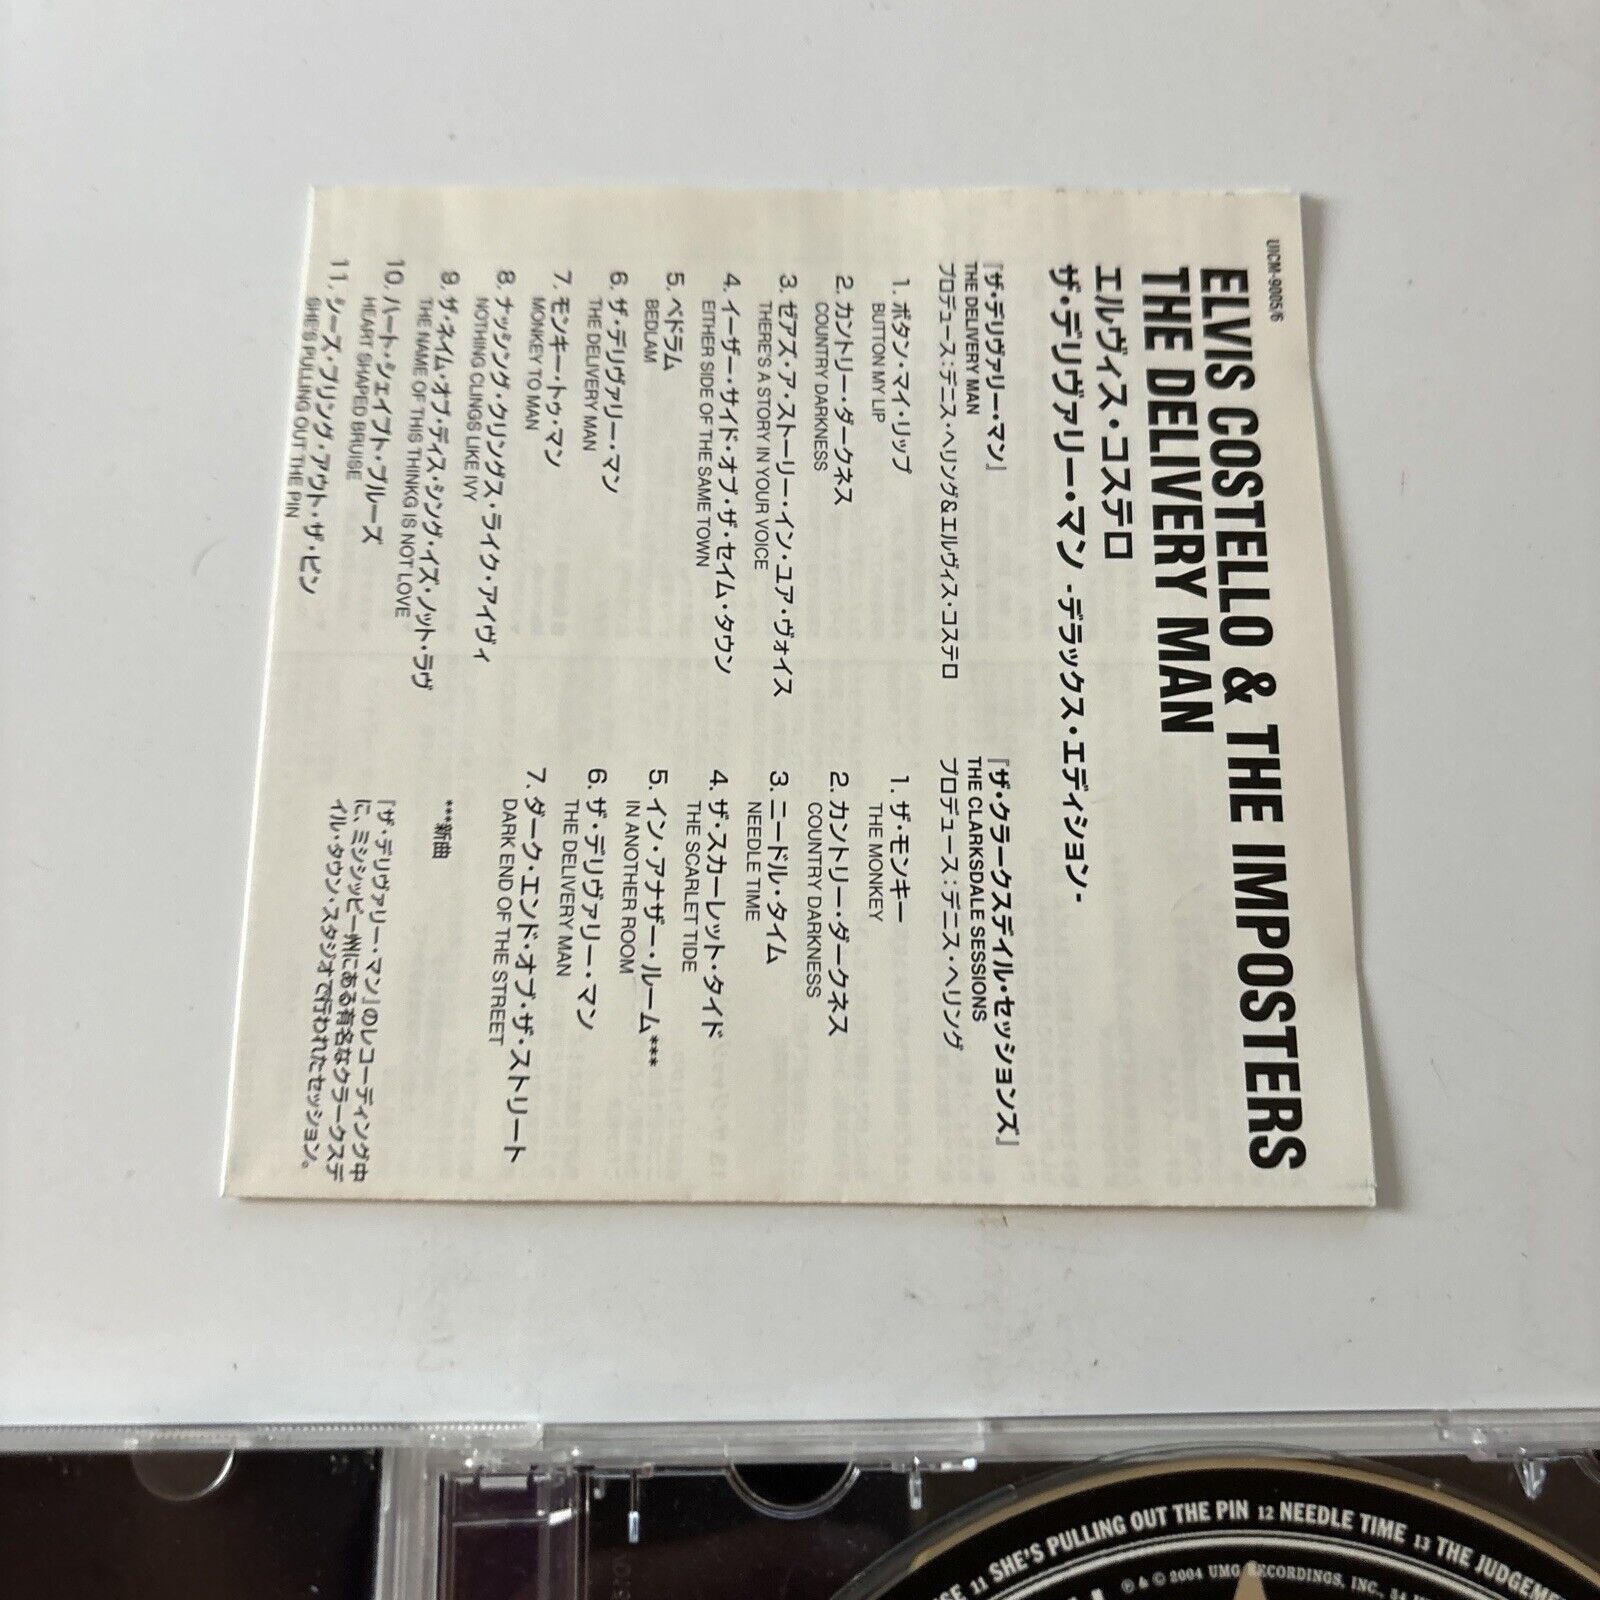 UICM-9005/6
ELVIS COSTELLO & THE IMPOSTERS
THE DELIVERY MAN
エルヴィス・コステロ
ザ・デリヴァリー・マン -デラックス・エディション-
『ザ・デリヴァリー・マン』
THE DELIVERY MAN
プロデュース:デニス・ヘリング&エルヴィス・コステロ
1. ボタン・マイ・リップ
BUTTON MY LIP
2. カントリー・ダークネス
COUNTRY DARKNESS
3. ゼアズ・ア・ストーリー・イン・ユア・ヴォイス
THERE'S A STORY IN YOUR VOICE
4. イーザー・サイド・オブ・ザ・セイム・タウン
EITHER SIDE OF THE SAME TOWN
5. ベドラム
BEDLAM
6. ザ・デリヴァリー・マン
THE DELIVERY MAN
7. モンキー・トゥ・マン
MONKEY TO MAN
8. ナッシング・クリングス・ライク・アイヴィ
NOTHING CLINGS LIKE IVY
9. ザ・ネイム・オブ・ディス・シング・イズ・ノット・ラヴ
THE NAME OF THIS THINKG IS NOT LOVE
10. ハート・シェイプト・ブルーズ
HEART SHAPED BRUISE
11. シーズ・プリング・アウト・ザ・ピン
SHE'S PULLING OUT THE PIN
『ザ・クラークスデイル・セッションズ』
THE CLARKSDALE SESSIONS
プロデュース:デニス・ヘリング
1. ザ・モンキー
THE MONKEY
2. カントリー・ダークネス
COUNTRY DARKNESS
3. ニードル・タイム
NEEDLE TIME
4. ザ・スカーレット・タイド
THE SCARLET TIDE
5. イン・アナザー・ルーム***
IN ANOTHER ROOM
6. ザ・デリヴァリー・マン
THE DELIVERY MAN
7. ダーク・エンド・オブ・ザ・ストリート
DARK END OF THE STREET
***新曲
『ザ・デリヴァリー・マン』のレコーディング中
に、ミシシッピー州にある有名なクラークスデ
イル・タウン・スタジオで行われたセッション。
11 SHE'S PULLING OUT THE PIN 12 NEEDLE TIME 13 THE JUDGEME
℗ & © 2004 UMG RECORDINGS, INC.,